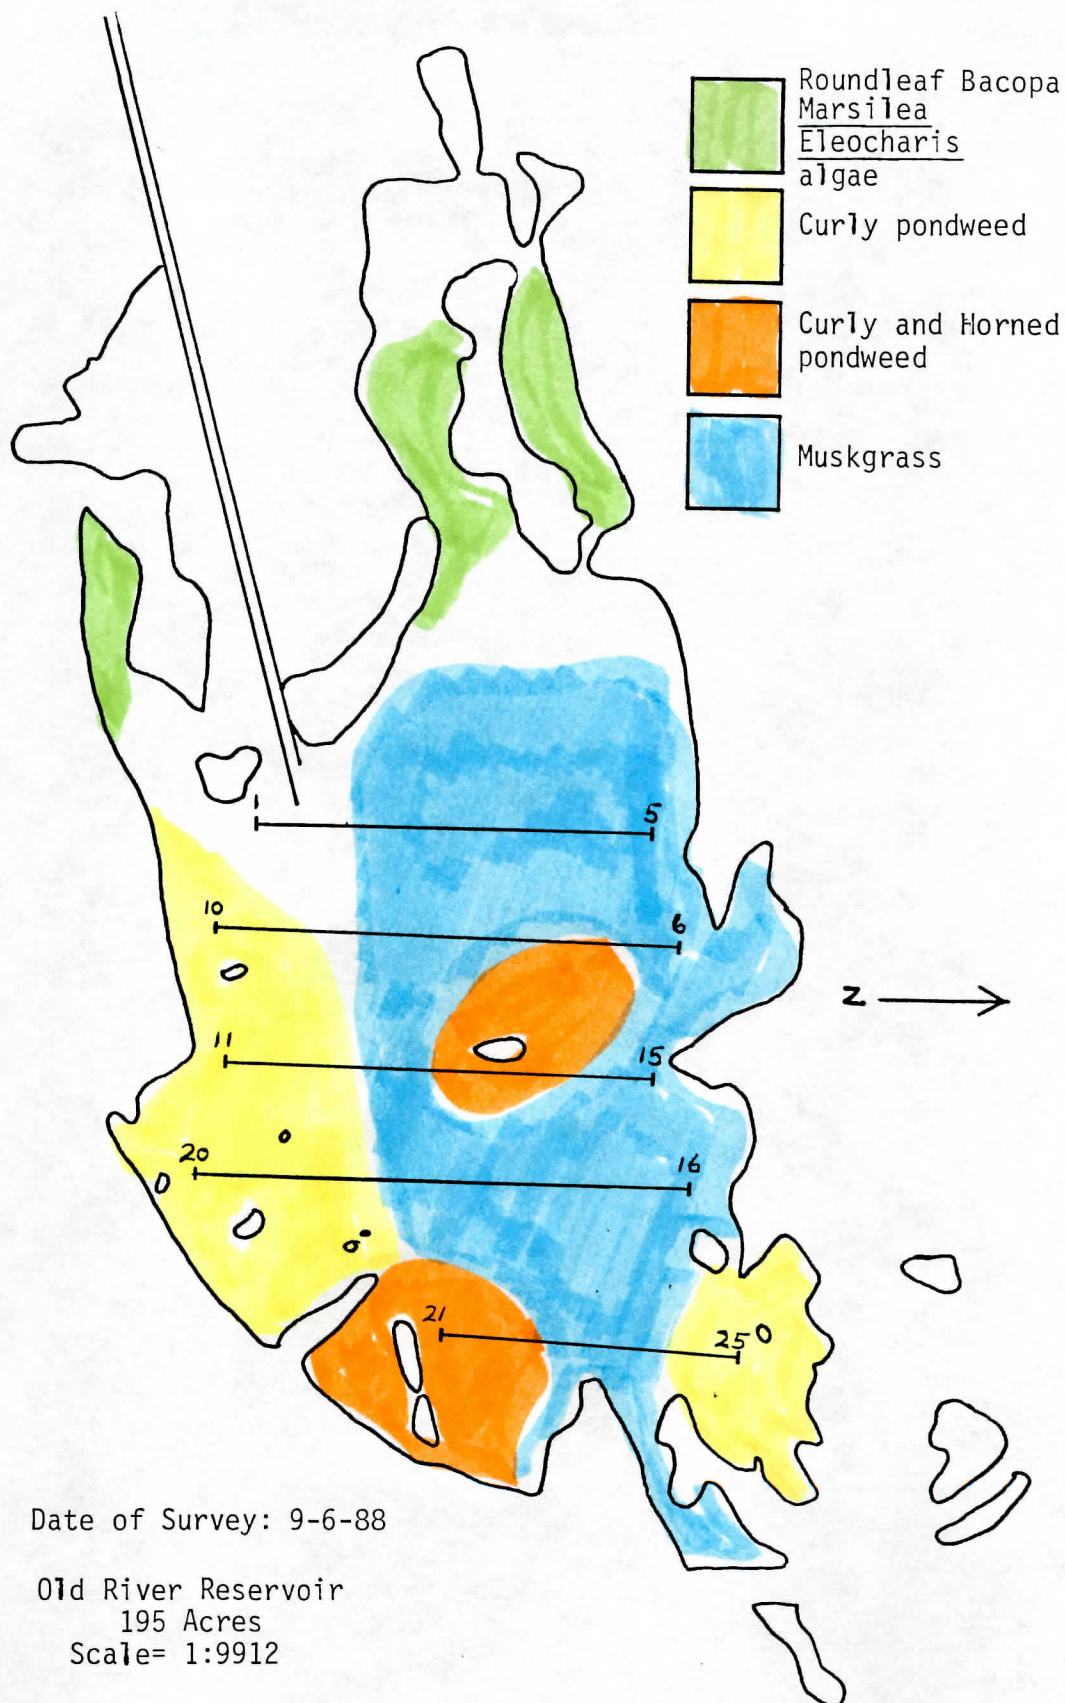 Roundleaf Bacopa
Marsilea
Eleocharis
algae
Curly pondweed
Curly and Horned
pondweed
Muskgrass
1
5
10
6
N
11
15
20
16
21
25
Date of Survey: 9-6-88
Old River Reservoir
195 Acres
Scale= 1:9912